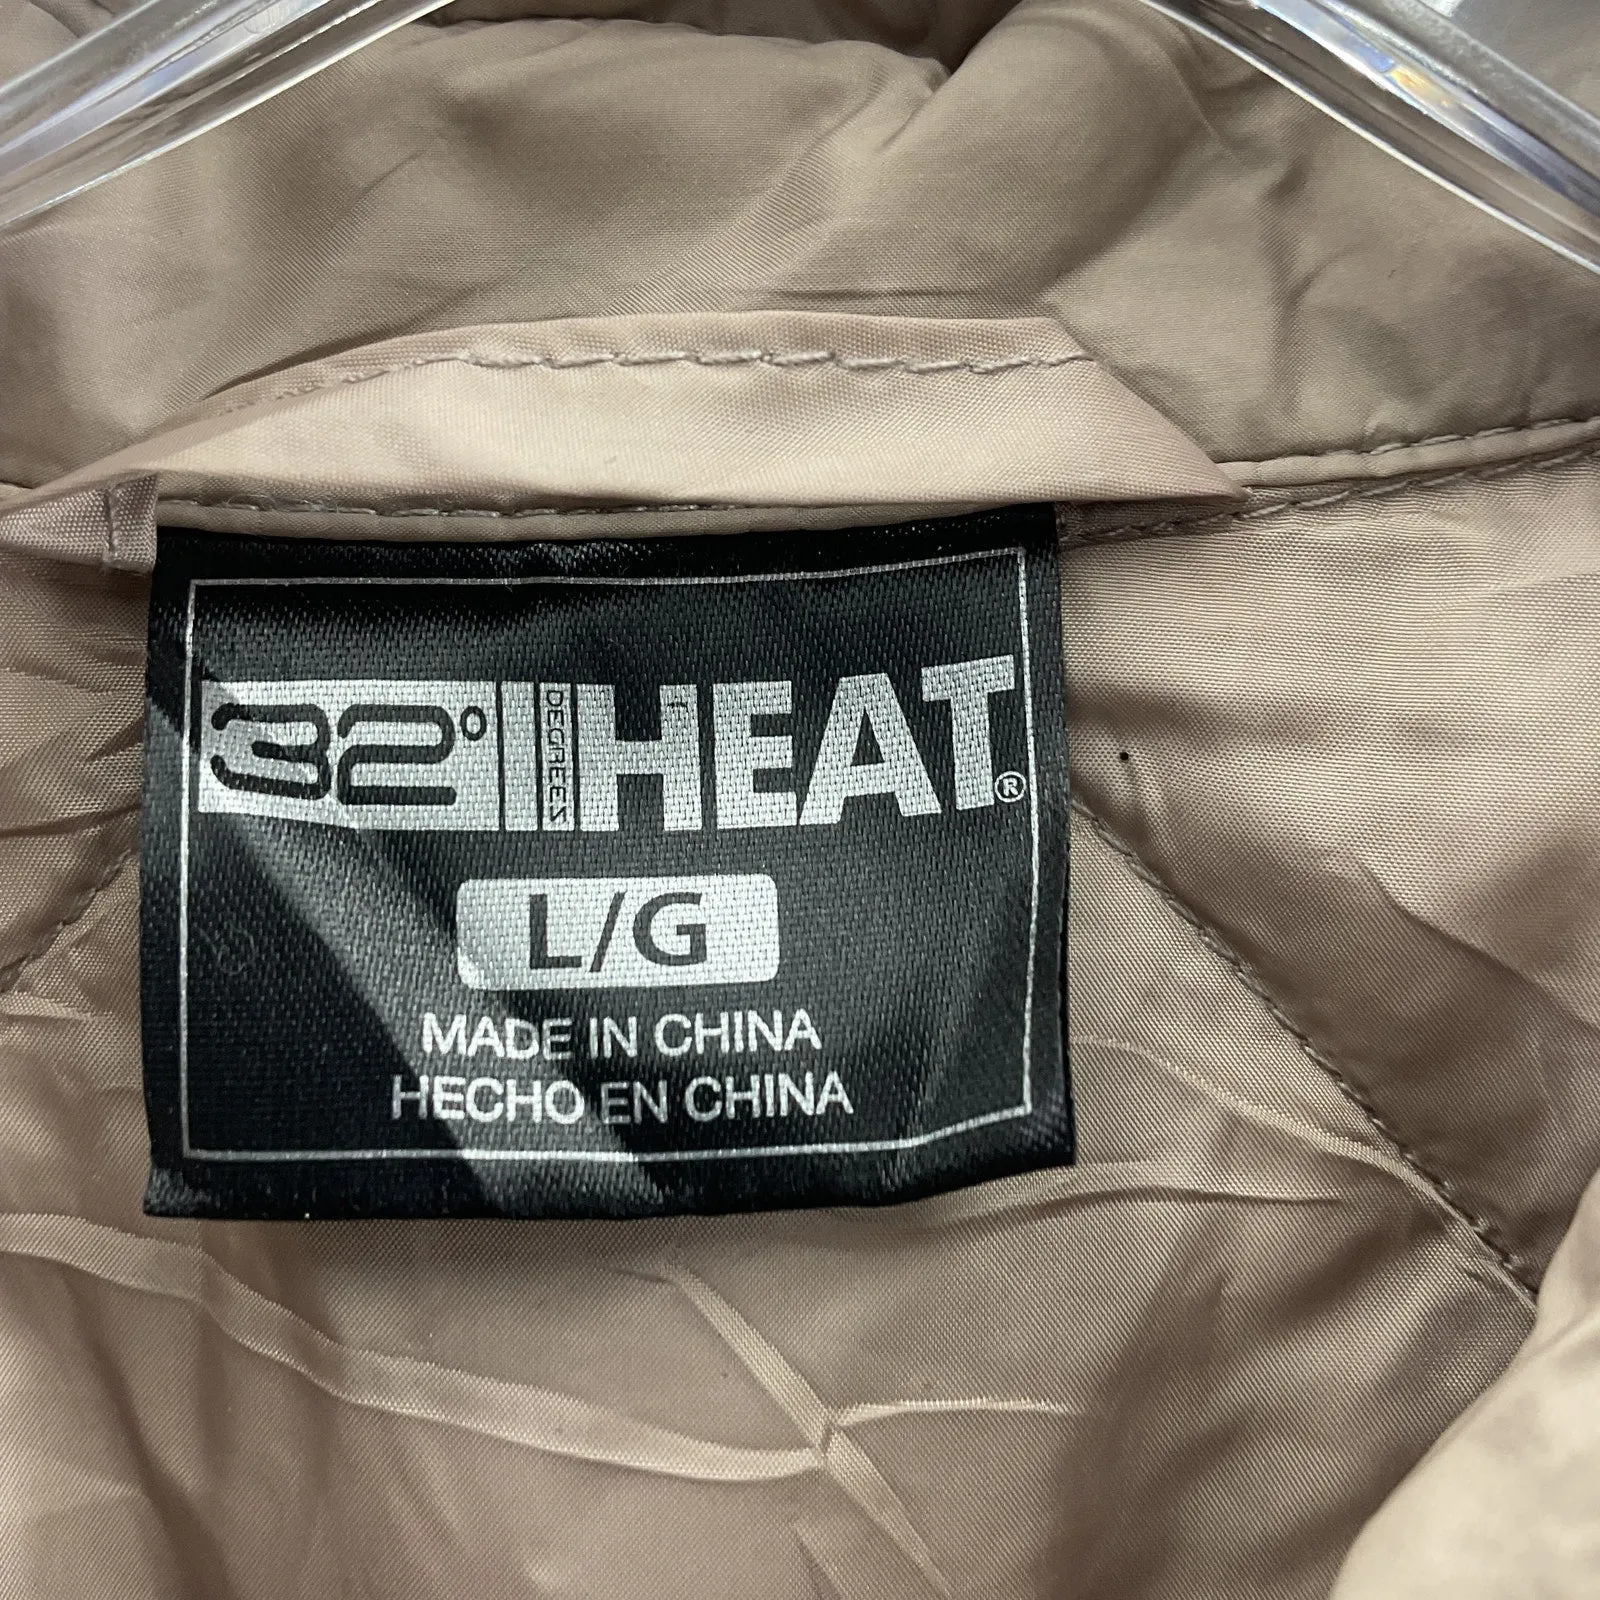 32° DEGREES HEAT®
L/G
MADE IN CHINA
HECHO EN CHINA